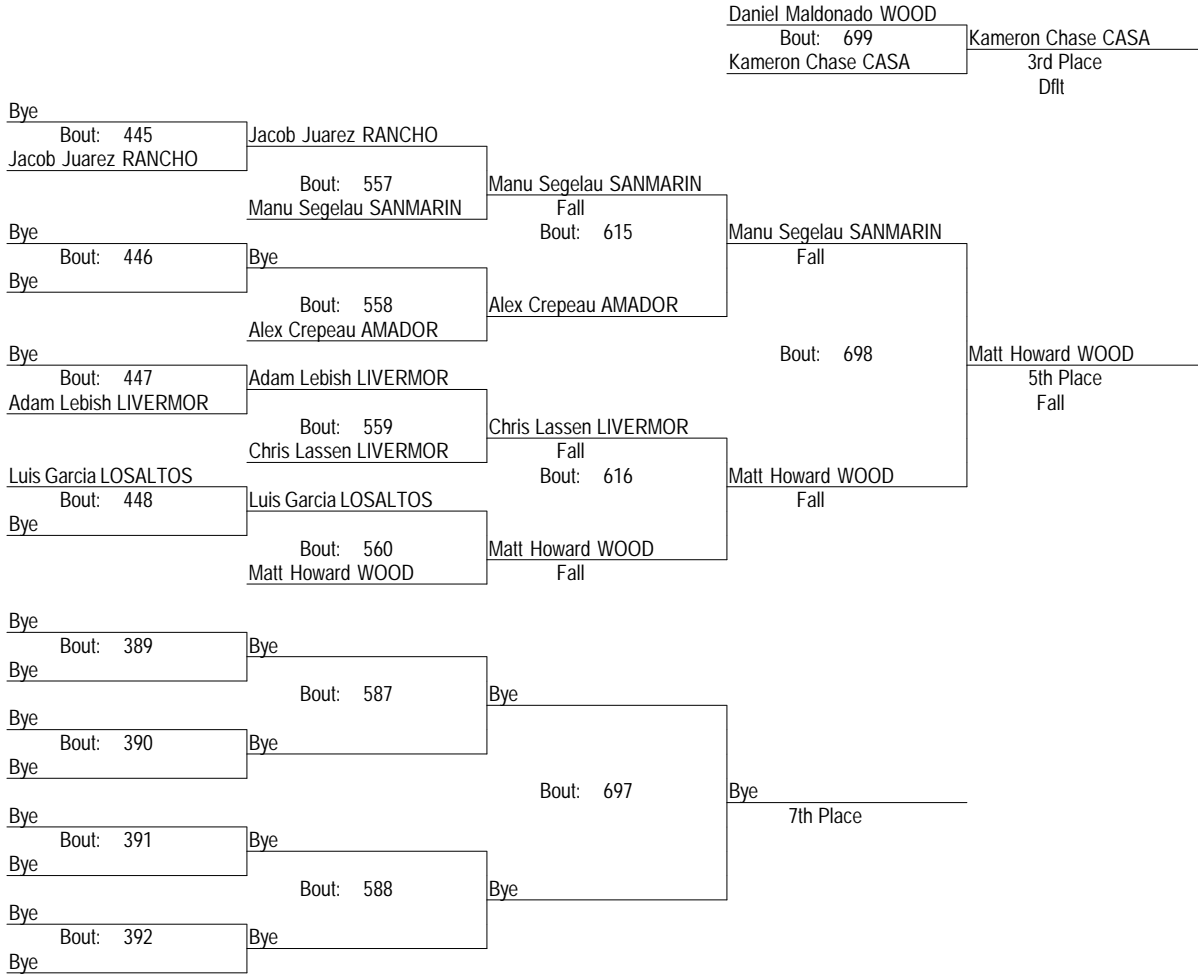 Daniel Maldonado WOOD
Bout: 699
Kameron Chase CASA
Kameron Chase CASA
3rd Place
Dflt
Bye
Bout: 445
Jacob Juarez RANCHO
Jacob Juarez RANCHO
Bout: 557
Manu Segelau SANMARIN
Manu Segelau SANMARIN
Fall
Bout: 615
Manu Segelau SANMARIN
Fall
Bye
Bout: 446
Bye
Bye
Bout: 558
Alex Crepeau AMADOR
Alex Crepeau AMADOR
Bout: 698
Matt Howard WOOD
5th Place
Fall
Bye
Bout: 447
Adam Lebish LIVERMOR
Adam Lebish LIVERMOR
Bout: 559
Chris Lassen LIVERMOR
Chris Lassen LIVERMOR
Fall
Bout: 616
Matt Howard WOOD
Fall
Luis Garcia LOSALTOS
Bout: 448
Bye
Luis Garcia LOSALTOS
Bout: 560
Matt Howard WOOD
Matt Howard WOOD
Fall
Bye
Bout: 389
Bye
Bye
Bout: 587
Bye
Bye
Bout: 390
Bye
Bye
Bout: 697
Bye
7th Place
Bye
Bout: 391
Bye
Bye
Bout: 588
Bye
Bye
Bout: 392
Bye
Bye